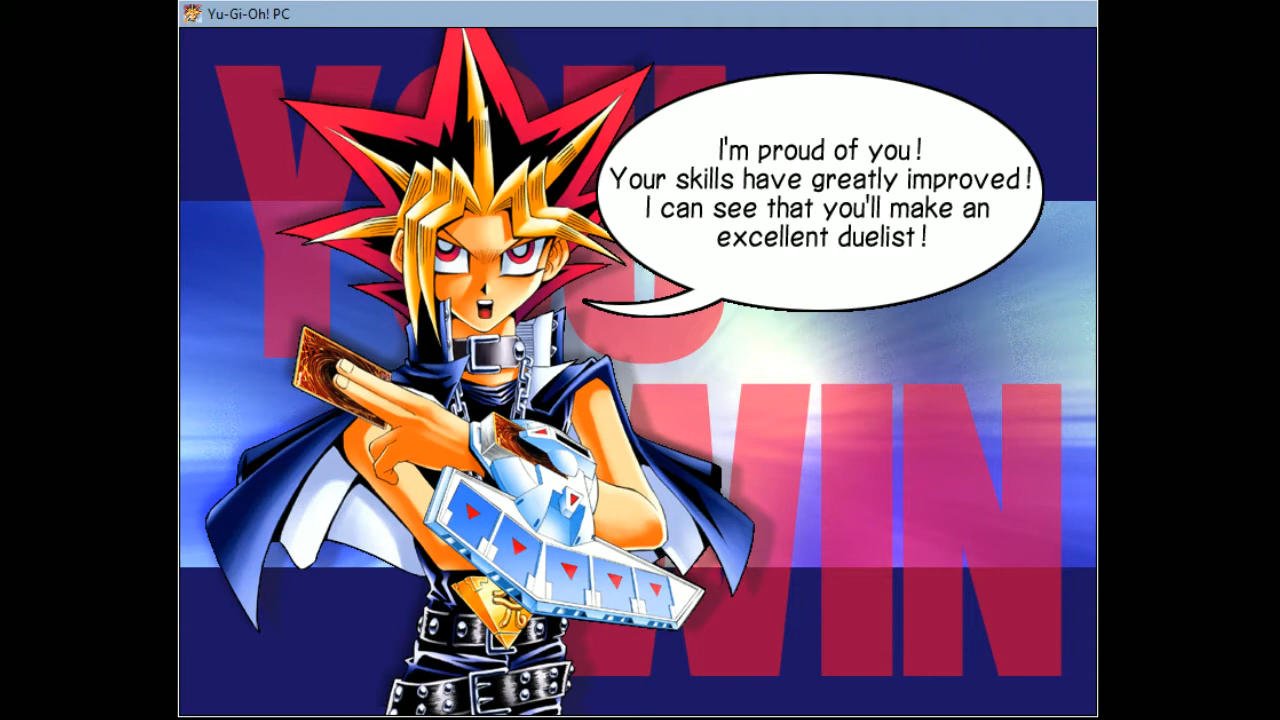 Yu-Gi-Oh! PC
YOU
WIN
I'm proud of you!
Your skills have greatly improved!
I can see that you'll make an
excellent duelist!